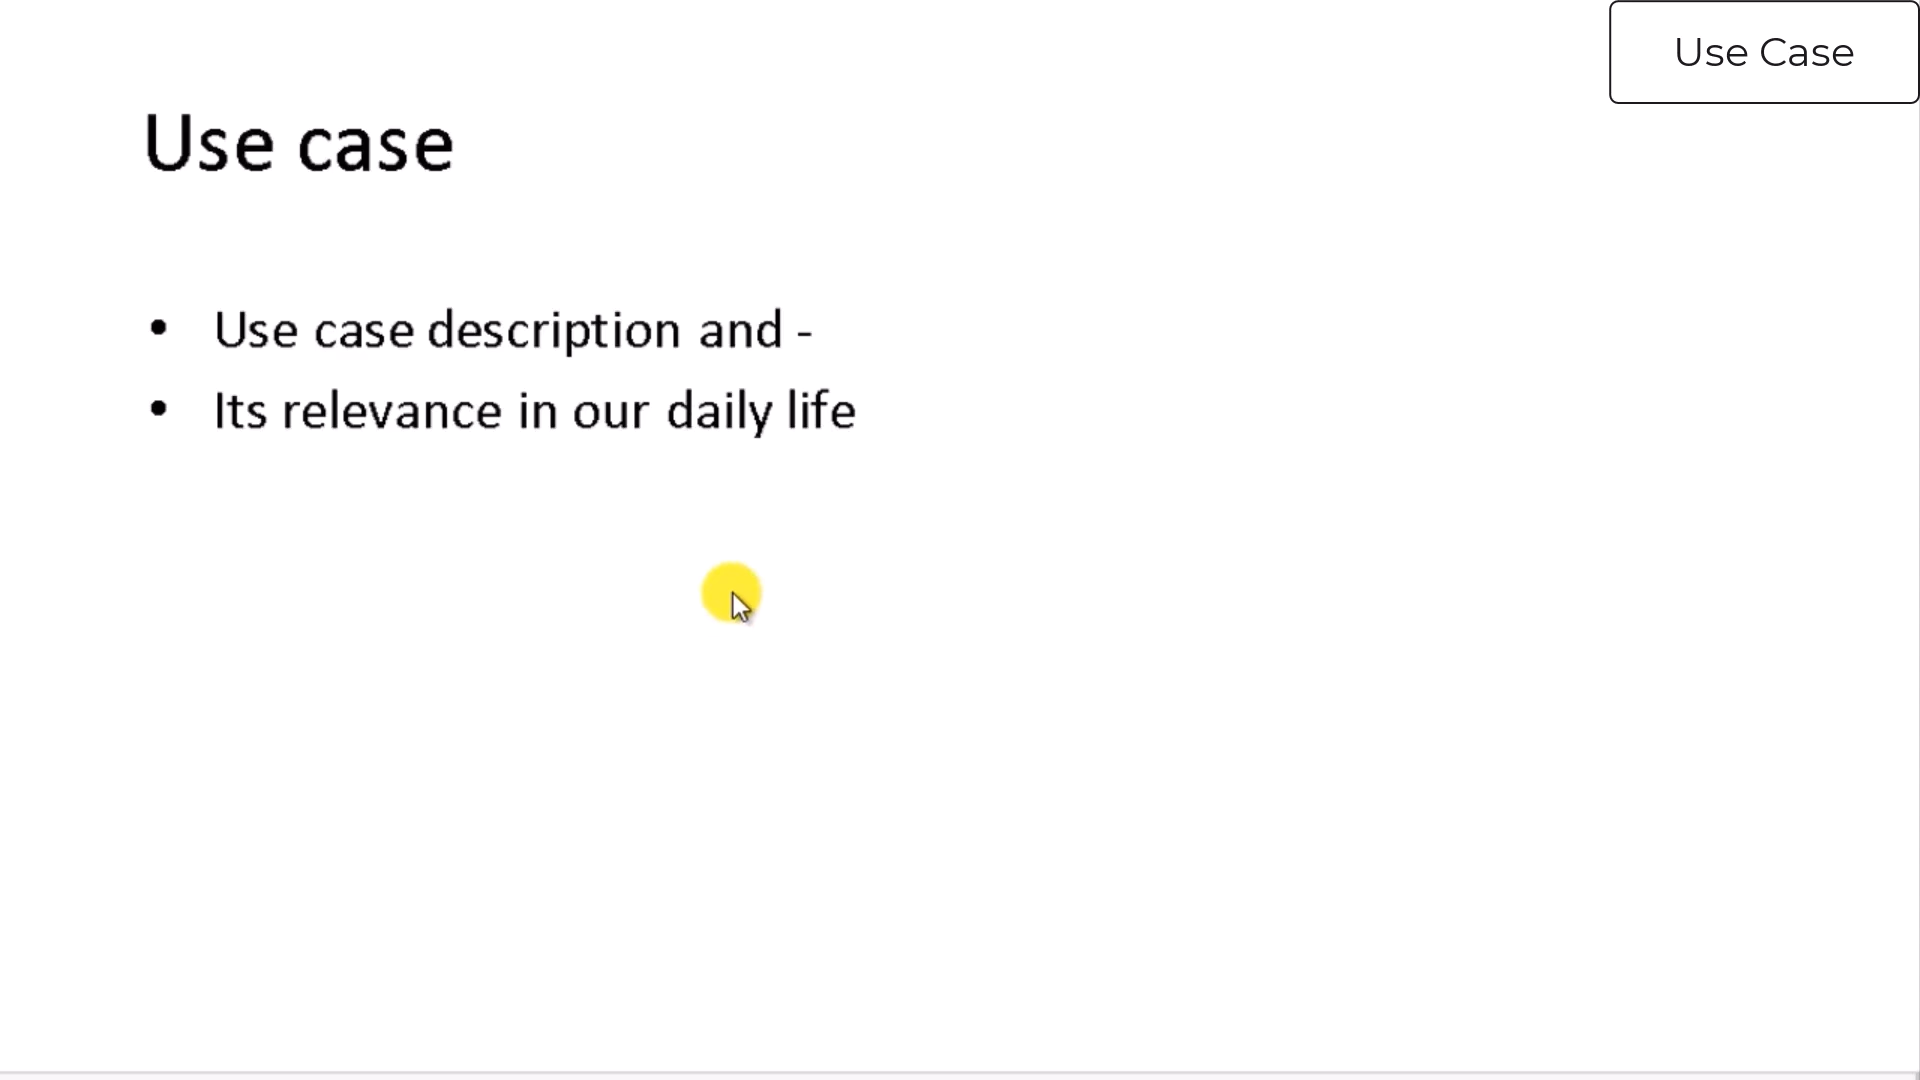 Use Case
Use case
• Use case description and -
• Its relevance in our daily life